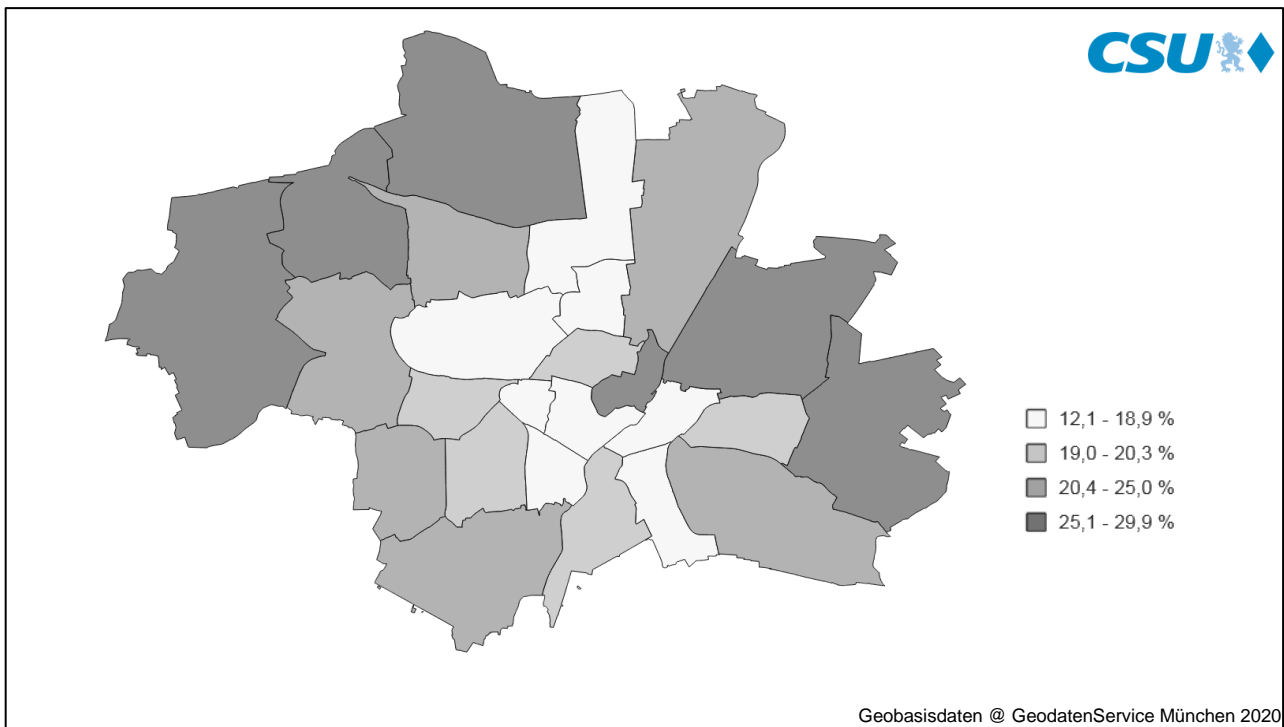 CSU
12,1 - 18,9 %
19,0 - 20,3 %
20,4 - 25,0 %
25,1 - 29,9 %
Geobasisdaten @ GeodatenService München 2020